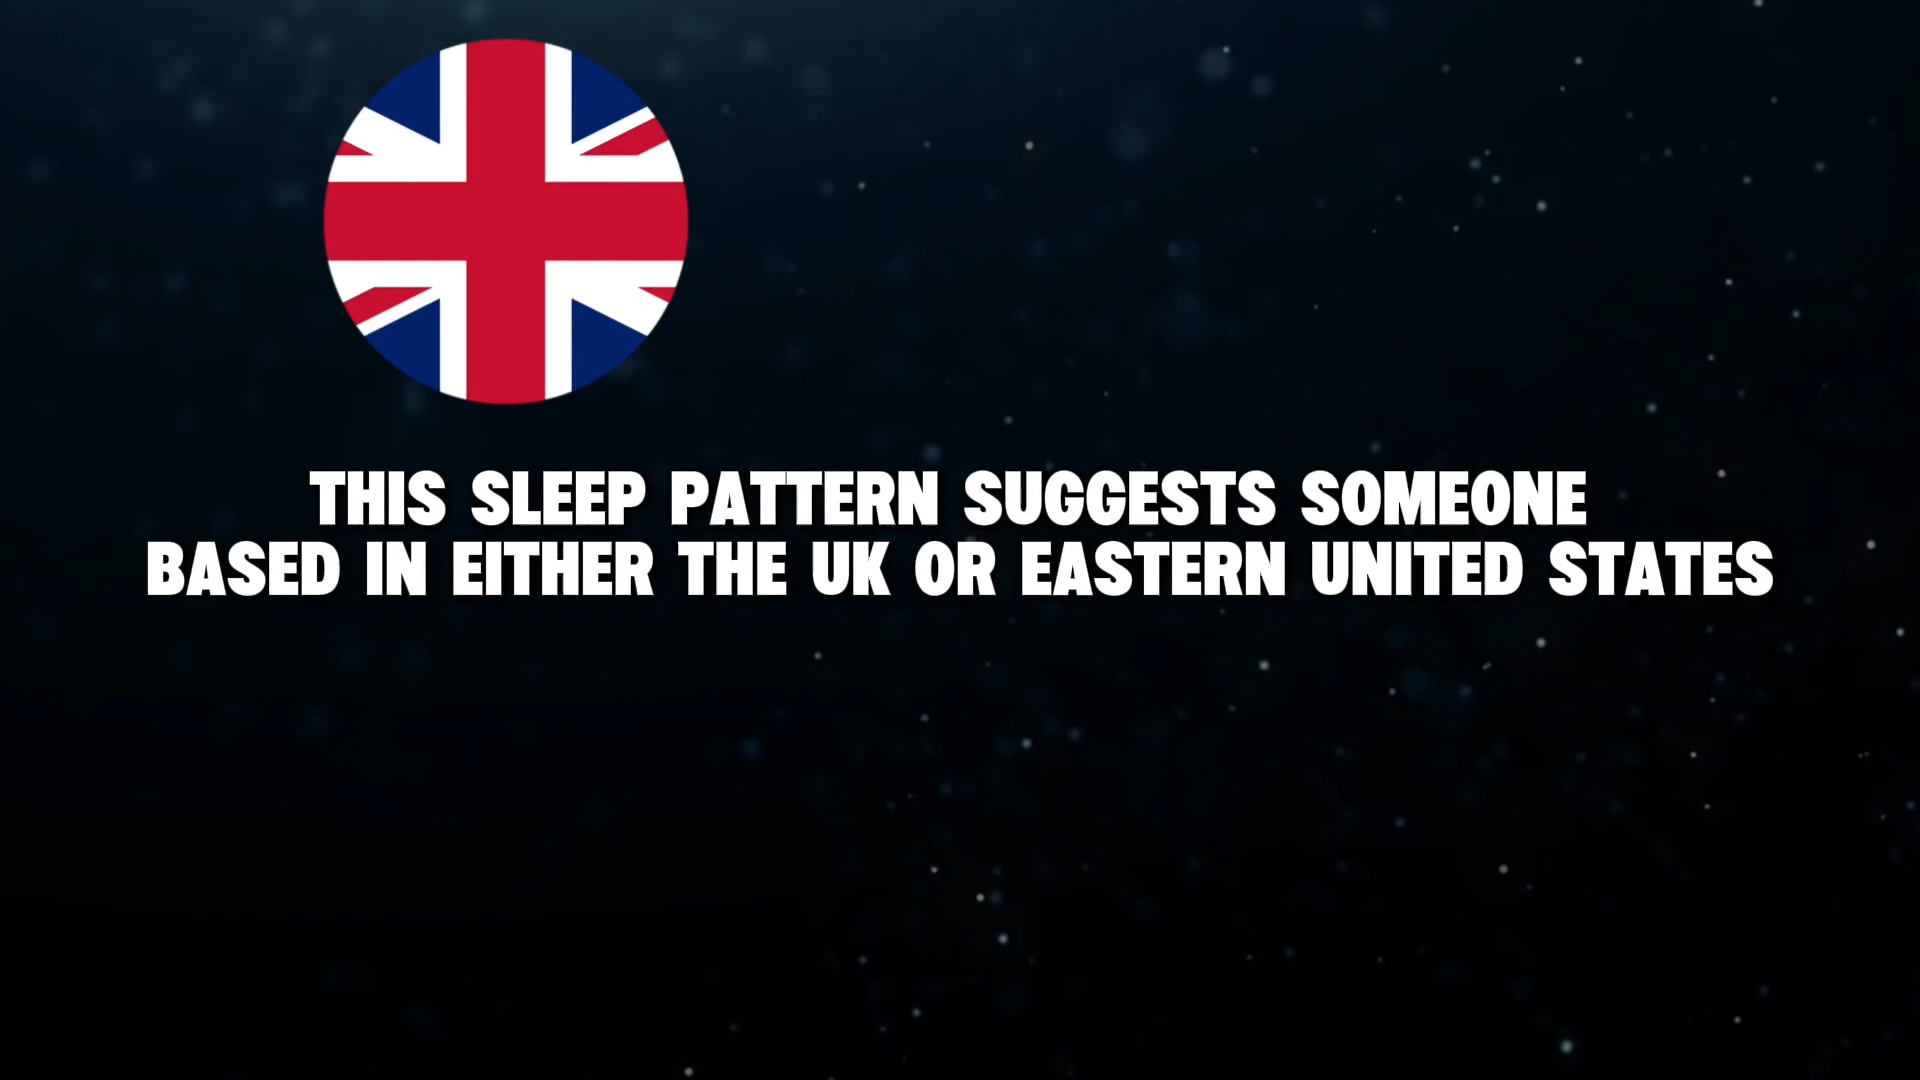 THIS SLEEP PATTERN SUGGESTS SOMEONE
BASED IN EITHER THE UK OR EASTERN UNITED STATES